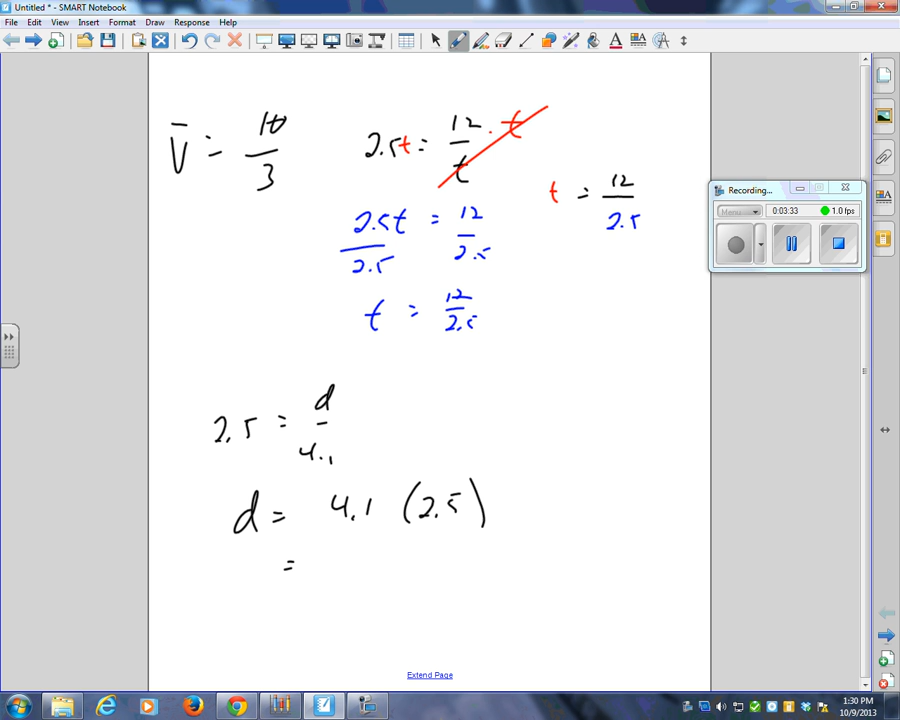 Untitled * - SMART Notebook
File Edit View Insert Format Draw Response Help
V̄ = 10/3
2.5t = 12/t · t
t = 12/2.5
2.5t/2.5 = 12/2.5
t = 12/2.5
2.5 = d/4.1
d = 4.1 (2.5)
=
Recording...
Menu
0:03:33
1.0 fps
Extend Page
1:30 PM
10/9/2013